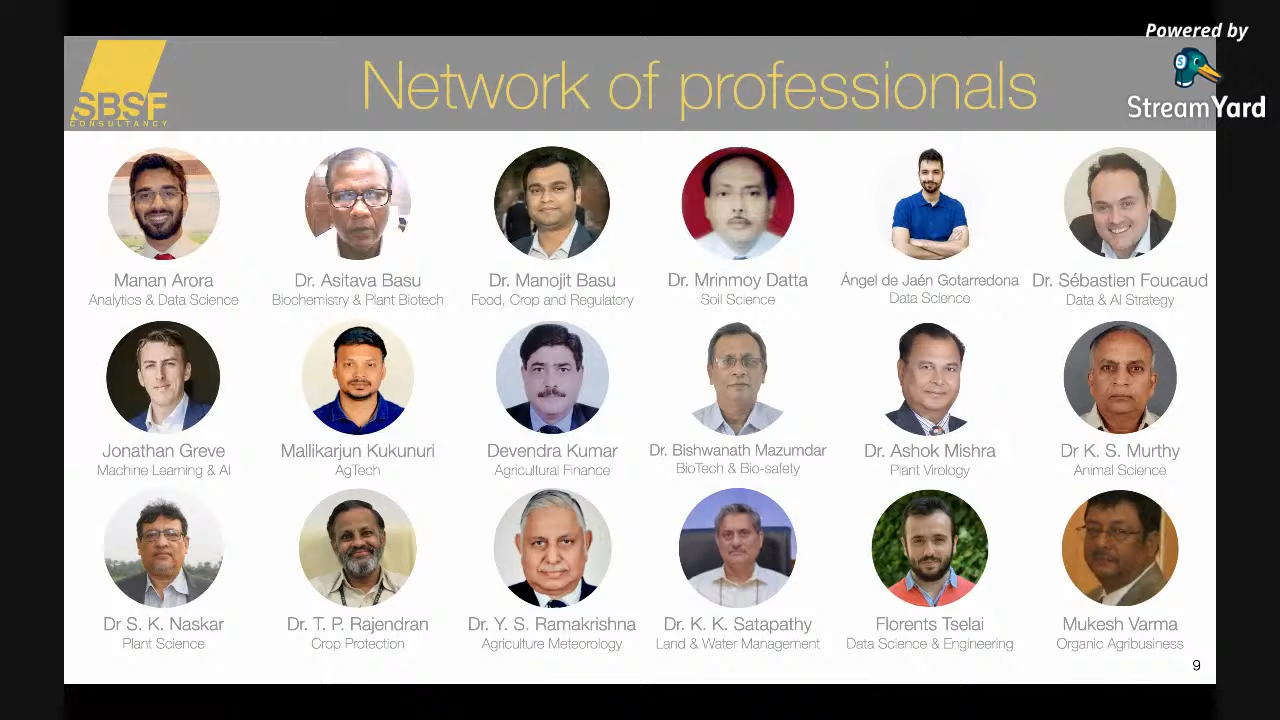 Powered by
StreamYard
SBSF
CONSULTANCY
Network of professionals
Manan Arora
Analytics & Data Science
Dr. Asitava Basu
Biochemistry & Plant Biotech
Dr. Manojit Basu
Food, Crop and Regulatory
Dr. Mrinmoy Datta
Soil Science
Ángel de Jaén Gotarredona
Data Science
Dr. Sébastien Foucaud
Data & AI Strategy
Jonathan Greve
Machine Learning & AI
Mallikarjun Kukunuri
AgTech
Devendra Kumar
Agricultural Finance
Dr. Bishwanath Mazumdar
BioTech & Bio-safety
Dr. Ashok Mishra
Plant Virology
Dr K. S. Murthy
Animal Science
Dr S. K. Naskar
Plant Science
Dr. T. P. Rajendran
Crop Protection
Dr. Y. S. Ramakrishna
Agriculture Meteorology
Dr. K. K. Satapathy
Land & Water Management
Florents Tselai
Data Science & Engineering
Mukesh Varma
Organic Agribusiness
9